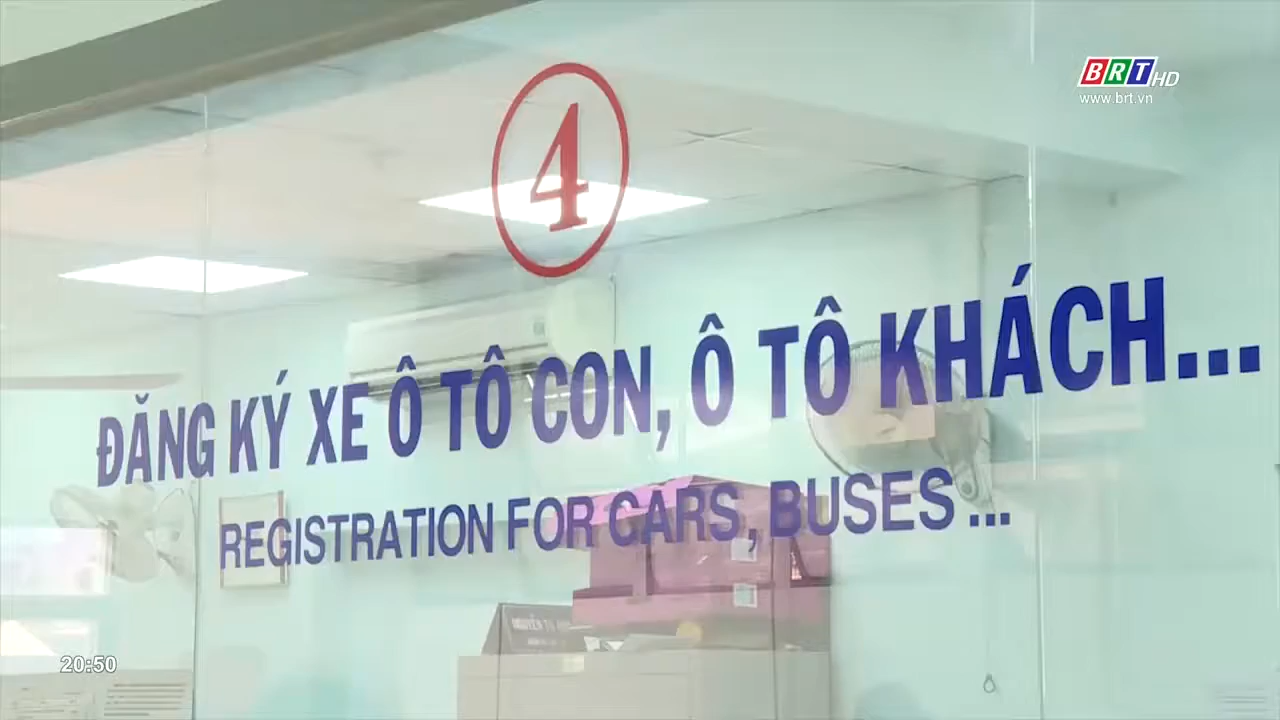 BRT HD
www.brt.vn
4
ĐĂNG KÝ XE Ô TÔ CON, Ô TÔ KHÁCH...
REGISTRATION FOR CARS, BUSES ...
NGUYỄN
20:50